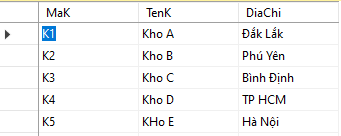 MaK TenK DiaChi
K1 Kho A Đắk Lắk
K2 Kho B Phú Yên
K3 Kho C Bình Định
K4 Kho D TP HCM
K5 KHo E Hà Nội